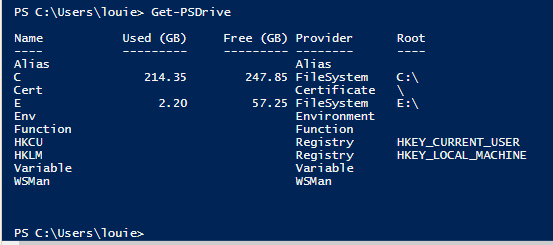 PS C:\Users\louie> Get-PSDrive
Name           Used (GB)     Free (GB) Provider      Root
----           ---------     --------- --------      ----
Alias                                  Alias
C                 214.35        247.85 FileSystem    C:\
Cert                                   Certificate   \
E                   2.20         57.25 FileSystem    E:\
Env                                    Environment
Function                               Function
HKCU                                   Registry      HKEY_CURRENT_USER
HKLM                                   Registry      HKEY_LOCAL_MACHINE
Variable                               Variable
WSMan                                  WSMan
PS C:\Users\louie>